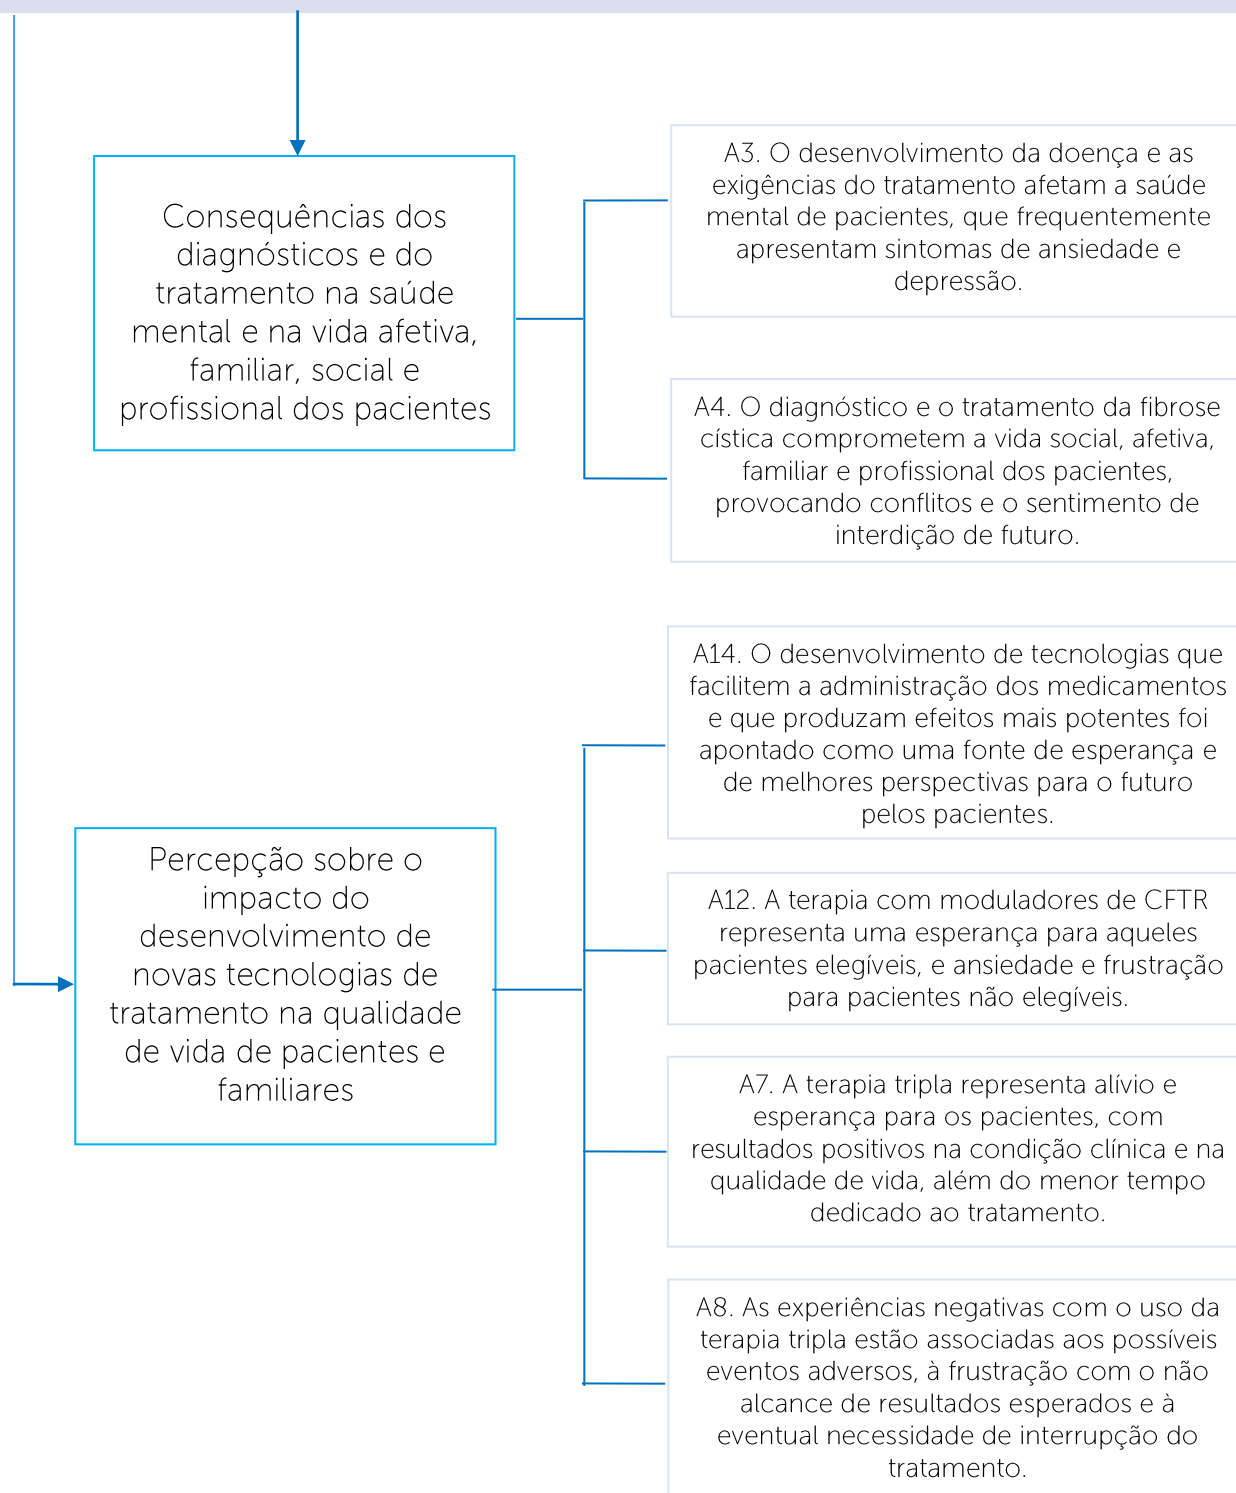 Consequências dos
diagnósticos e do
tratamento na saúde
mental e na vida afetiva,
familiar, social e
profissional dos pacientes
A3. O desenvolvimento da doença e as
exigências do tratamento afetam a saúde
mental de pacientes, que frequentemente
apresentam sintomas de ansiedade e
depressão.
A4. O diagnóstico e o tratamento da fibrose
cística comprometem a vida social, afetiva,
familiar e profissional dos pacientes,
provocando conflitos e o sentimento de
interdição de futuro.
Percepção sobre o
impacto do
desenvolvimento de
novas tecnologias de
tratamento na qualidade
de vida de pacientes e
familiares
A14. O desenvolvimento de tecnologias que
facilitem a administração dos medicamentos
e que produzam efeitos mais potentes foi
apontado como uma fonte de esperança e
de melhores perspectivas para o futuro
pelos pacientes.
A12. A terapia com moduladores de CFTR
representa uma esperança para aqueles
pacientes elegíveis, e ansiedade e frustração
para pacientes não elegíveis.
A7. A terapia tripla representa alívio e
esperança para os pacientes, com
resultados positivos na condição clínica e na
qualidade de vida, além do menor tempo
dedicado ao tratamento.
A8. As experiências negativas com o uso da
terapia tripla estão associadas aos possíveis
eventos adversos, à frustração com o não
alcance de resultados esperados e à
eventual necessidade de interrupção do
tratamento.